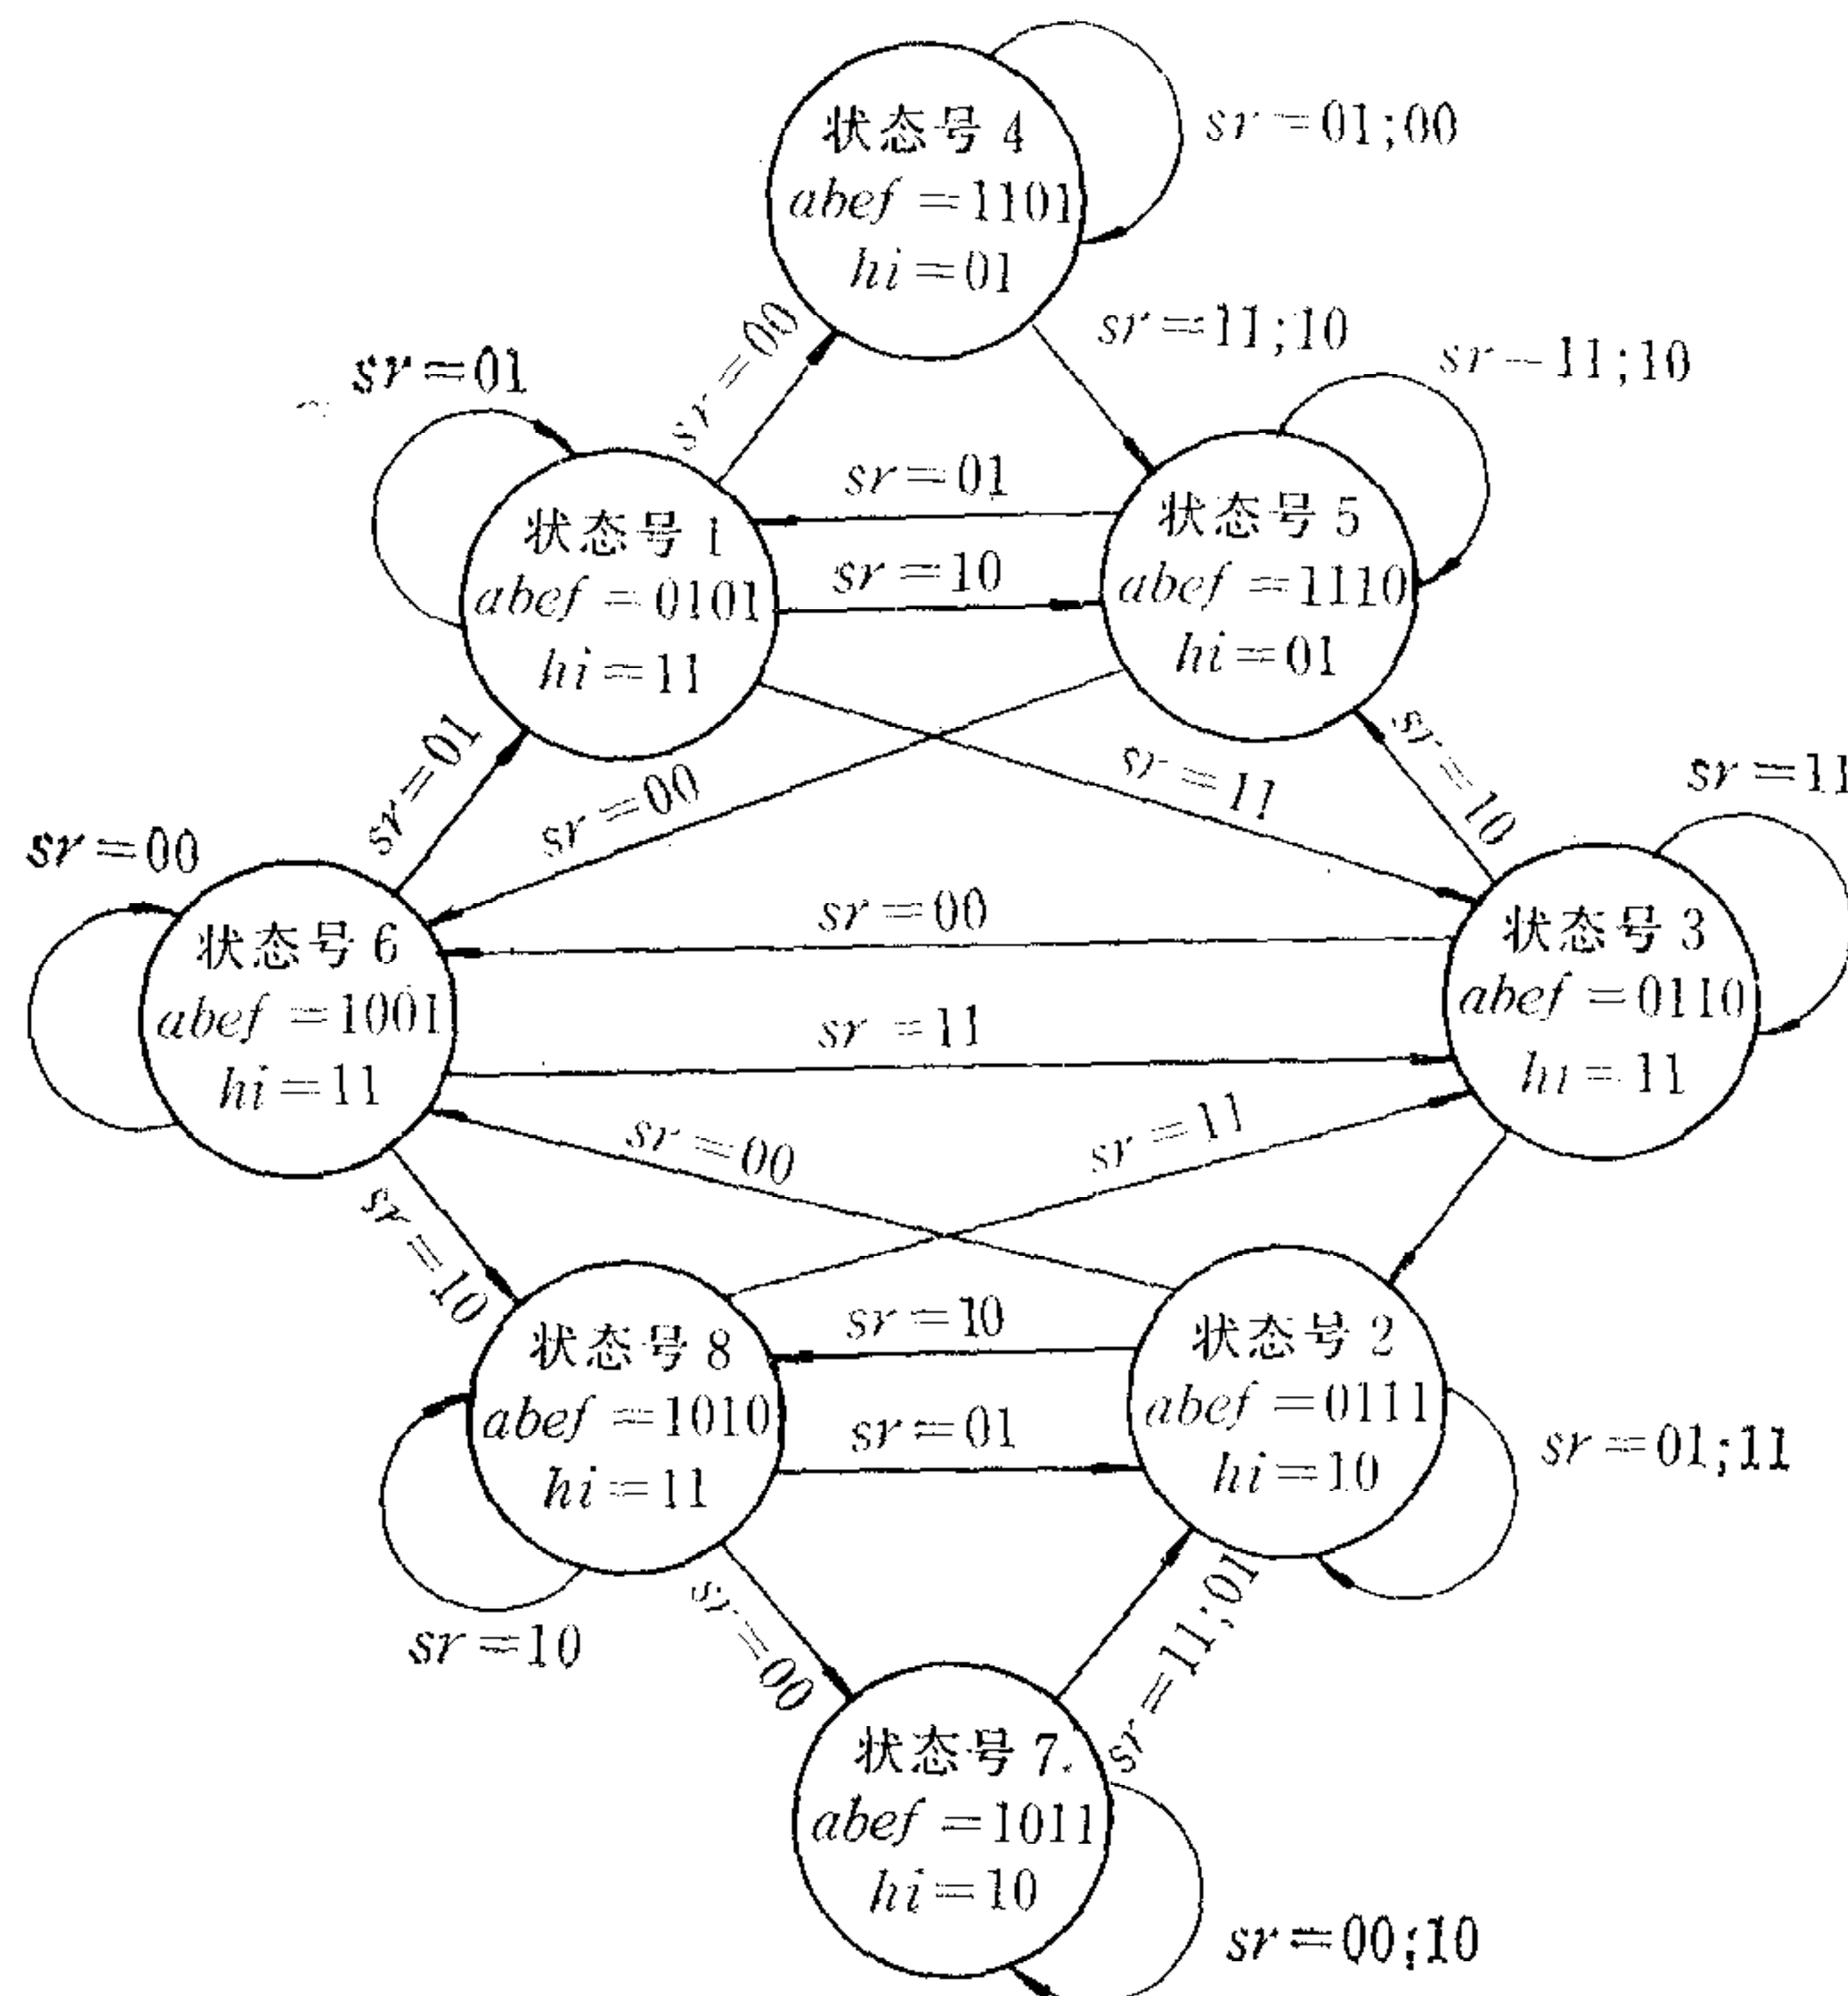 状态号 4
abef =1101
hi=01
sr=01;00
sr=00
sr=11;10
sr=01
sr-11;10
状态号 1
abef =0101
hi=11
sr=01
sr=10
状态号 5
abef =1110
hi=01
sr=01
sr=00
sr=11
sr=10
sr=11
sr=00
状态号 6
abef =1001
hi=11
sr=00
sr=11
状态号 3
abef =0110
hi=11
sr=00
sr=11
sr=10
状态号 8
abef =1010
hi=11
sr=10
sr=01
状态号 2
abef =0111
hi=10
sr=01;11
sr=10
sr=00
sr=11;01
状态号 7
abef =1011
hi=10
sr=00;10